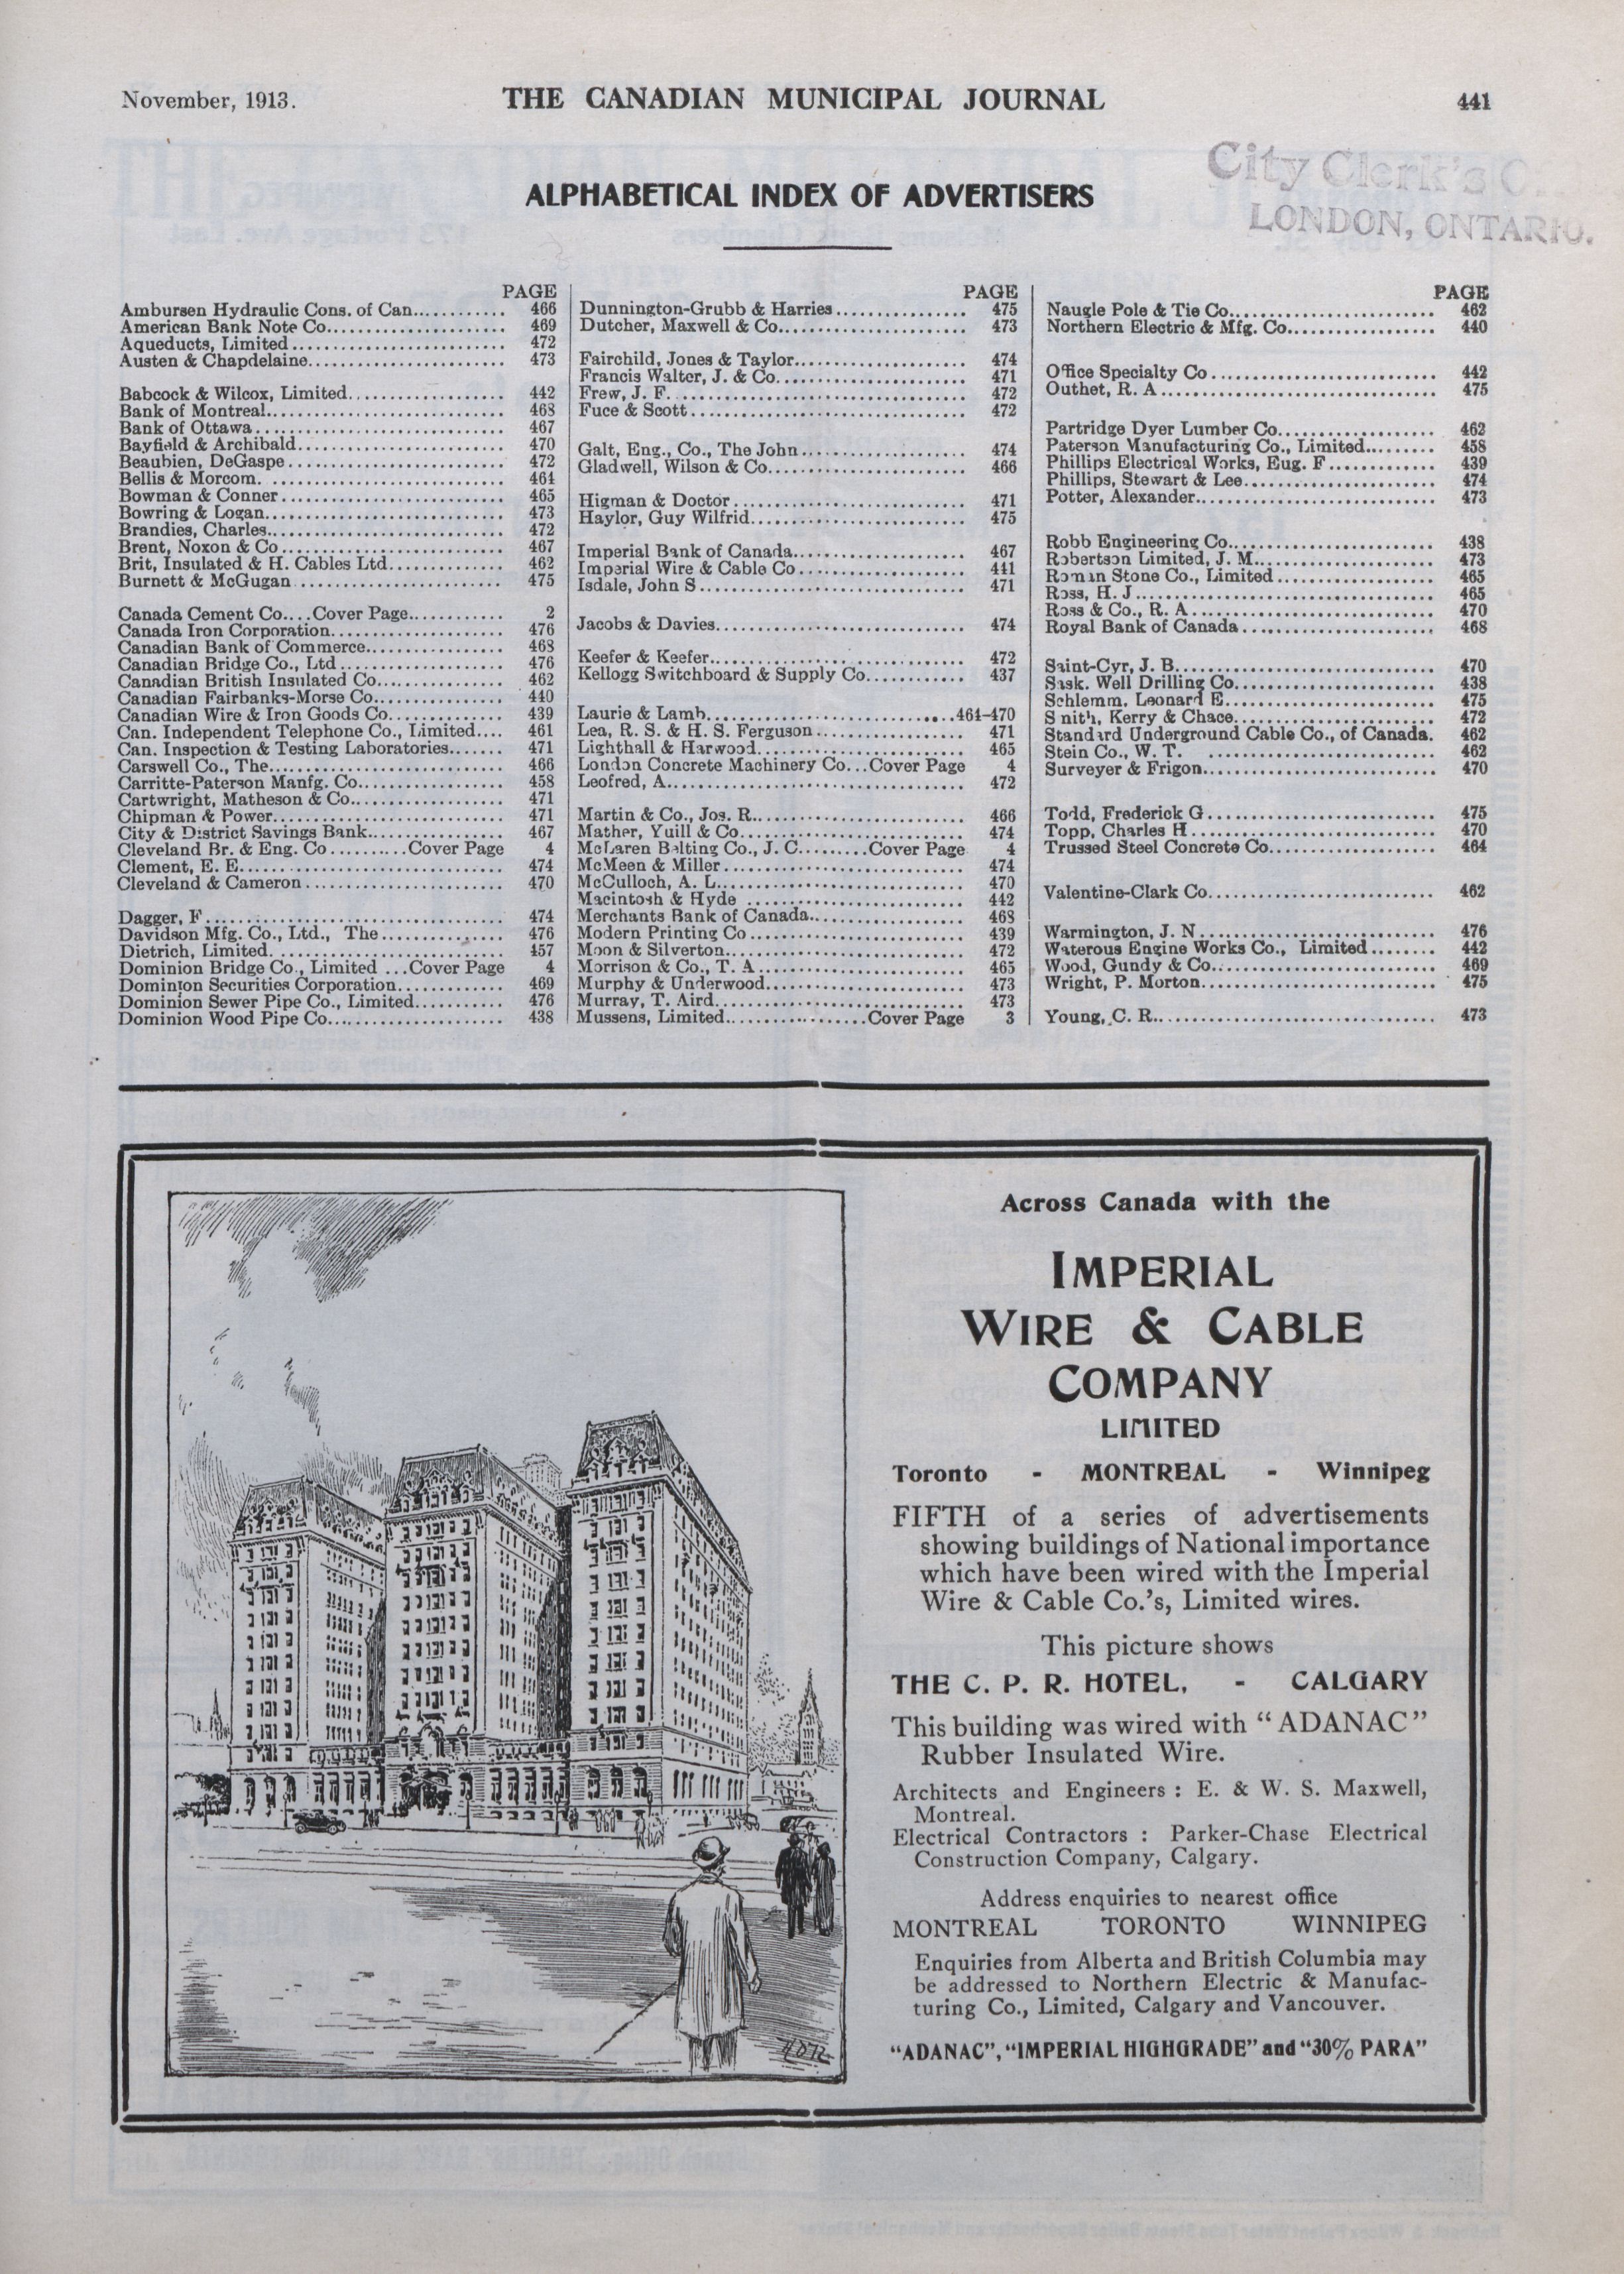 November, 1913.
THE CANADIAN MUNICIPAL JOURNAL
441
City Clerk's
LONDON, ONTARIO.
ALPHABETICAL INDEX OF ADVERTISERS
PAGE
Ambursen Hydraulic Cons. of Can............ 466
American Bank Note Co........................ 469
Aqueducts, Limited............................ 472
Austen & Chapdelaine......................... 473
Babcock & Wilcox, Limited.................... 442
Bank of Montreal............................... 468
Bank of Ottawa................................ 467
Bayfield & Archibald........................... 470
Beaubien, DeGaspe............................ 472
Bellis & Morcom............................... 464
Bowman & Conner............................. 465
Bowring & Logan.............................. 473
Brandies, Charles.............................. 472
Brent, Noxon & Co............................ 467
Brit, Insulated & H. Cables Ltd............... 462
Burnett & McGugan.......................... 475
Canada Cement Co....Cover Page............ 2
Canada Iron Corporation...................... 476
Canadian Bank of Commerce................. 468
Canadian Bridge Co., Ltd..................... 476
Canadian British Insulated Co................ 462
Canadian Fairbanks-Morse Co................ 440
Canadian Wire & Iron Goods Co.............. 439
Can. Independent Telephone Co., Limited.... 461
Can. Inspection & Testing Laboratories....... 471
Carswell Co., The.............................. 466
Carritte-Paterson Manfg. Co.................. 458
Cartwright, Matheson & Co................... 471
Chipman & Power............................. 471
City & District Savings Bank................. 467
Cleveland Br. & Eng. Co..........Cover Page 4
Clement, E. E.................................. 474
Cleveland & Cameron......................... 470
Dagger, F...................................... 474
Davidson Mfg. Co., Ltd., The............... 476
Dietrich, Limited............................... 457
Dominion Bridge Co., Limited ...Cover Page 4
Dominion Securities Corporation.............. 469
Dominion Sewer Pipe Co., Limited........... 476
Dominion Wood Pipe Co...................... 438
PAGE
Dunnington-Grubb & Harries................ 475
Dutcher, Maxwell & Co....................... 473
Fairchild, Jones & Taylor..................... 474
Francis Walter, J. & Co....................... 471
Frew, J. F..................................... 472
Fuce & Scott................................... 472
Galt, Eng., Co., The John.................... 474
Gladwell, Wilson & Co........................ 466
Higman & Doctor............................. 471
Haylor, Guy Wilfrid........................... 475
Imperial Bank of Canada..................... 467
Imperial Wire & Cable Co.................... 441
Isdale, John S.................................. 471
Jacobs & Davies............................... 474
Keefer & Keefer................................ 472
Kellogg Switchboard & Supply Co............ 437
Laurie & Lamb..............................464-470
Lea, R. S. & H. S. Ferguson.................. 471
Lighthall & Harwood.......................... 465
London Concrete Machinery Co...Cover Page 4
Leofred, A..................................... 472
Martin & Co., Jos. R.......................... 466
Mather, Yuill & Co........................... 474
McLaren Belting Co., J. C.........Cover Page 4
McMeen & Miller.............................. 474
McCulloch, A. L............................... 470
Macintosh & Hyde............................ 442
Merchants Bank of Canada................... 468
Modern Printing Co........................... 439
Moon & Silverton.............................. 472
Morrison & Co., T. A......................... 465
Murphy & Underwood........................ 473
Murray, T. Aird............................... 473
Mussens, Limited..................Cover Page 3
PAGE
Naugle Pole & Tie Co......................... 462
Northern Electric & Mfg. Co.................. 440
Office Specialty Co............................ 442
Outhet, R. A................................... 475
Partridge Dyer Lumber Co................... 462
Paterson Manufacturing Co., Limited......... 458
Phillips Electrical Works, Eug. F............. 439
Phillips, Stewart & Lee........................ 474
Potter, Alexander.............................. 473
Robb Engineering Co.......................... 438
Robertson Limited, J. M....................... 473
Roman Stone Co., Limited.................... 465
Ross, H. J..................................... 465
Ross & Co., R. A.............................. 470
Royal Bank of Canada........................ 468
Saint-Cyr, J. B................................. 470
Sask. Well Drilling Co......................... 438
Schlemm. Leonard E.......................... 475
Smith, Kerry & Chace......................... 472
Standard Underground Cable Co., of Canada. 462
Stein Co., W. T. .............................. 462
Surveyer & Frigon............................. 470
Todd, Frederick G............................. 475
Topp, Charles H............................... 470
Trussed Steel Concrete Co.................... 464
Valentine-Clark Co............................ 462
Warmington, J. N............................. 476
Waterous Engine Works Co., Limited........ 442
Wood, Gundy & Co........................... 469
Wright, P. Morton............................. 475
Young, C. R................................... 473
Across Canada with the
IMPERIAL
WIRE & CABLE
COMPANY
LIMITED
Toronto - MONTREAL - Winnipeg
FIFTH of a series of advertisements
showing buildings of National importance
which have been wired with the Imperial
Wire & Cable Co.'s, Limited wires.
This picture shows
THE C. P. R. HOTEL, - CALGARY
This building was wired with "ADANAC"
Rubber Insulated Wire.
Architects and Engineers : E. & W. S. Maxwell,
Montreal.
Electrical Contractors : Parker-Chase Electrical
Construction Company, Calgary.
Address enquiries to nearest office
MONTREAL TORONTO WINNIPEG
Enquiries from Alberta and British Columbia may
be addressed to Northern Electric & Manufac-
turing Co., Limited, Calgary and Vancouver.
"ADANAC", "IMPERIAL HIGHGRADE" and "30% PARA"